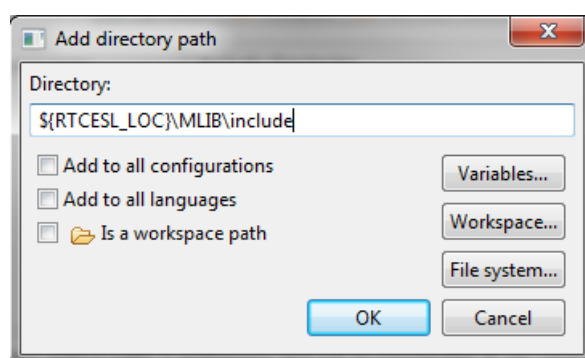 Add directory path
Directory:
${RTCESL_LOC}\MLIB\include
Add to all configurations
Variables...
Add to all languages
Workspace...
Is a workspace path
File system...
OK
Cancel